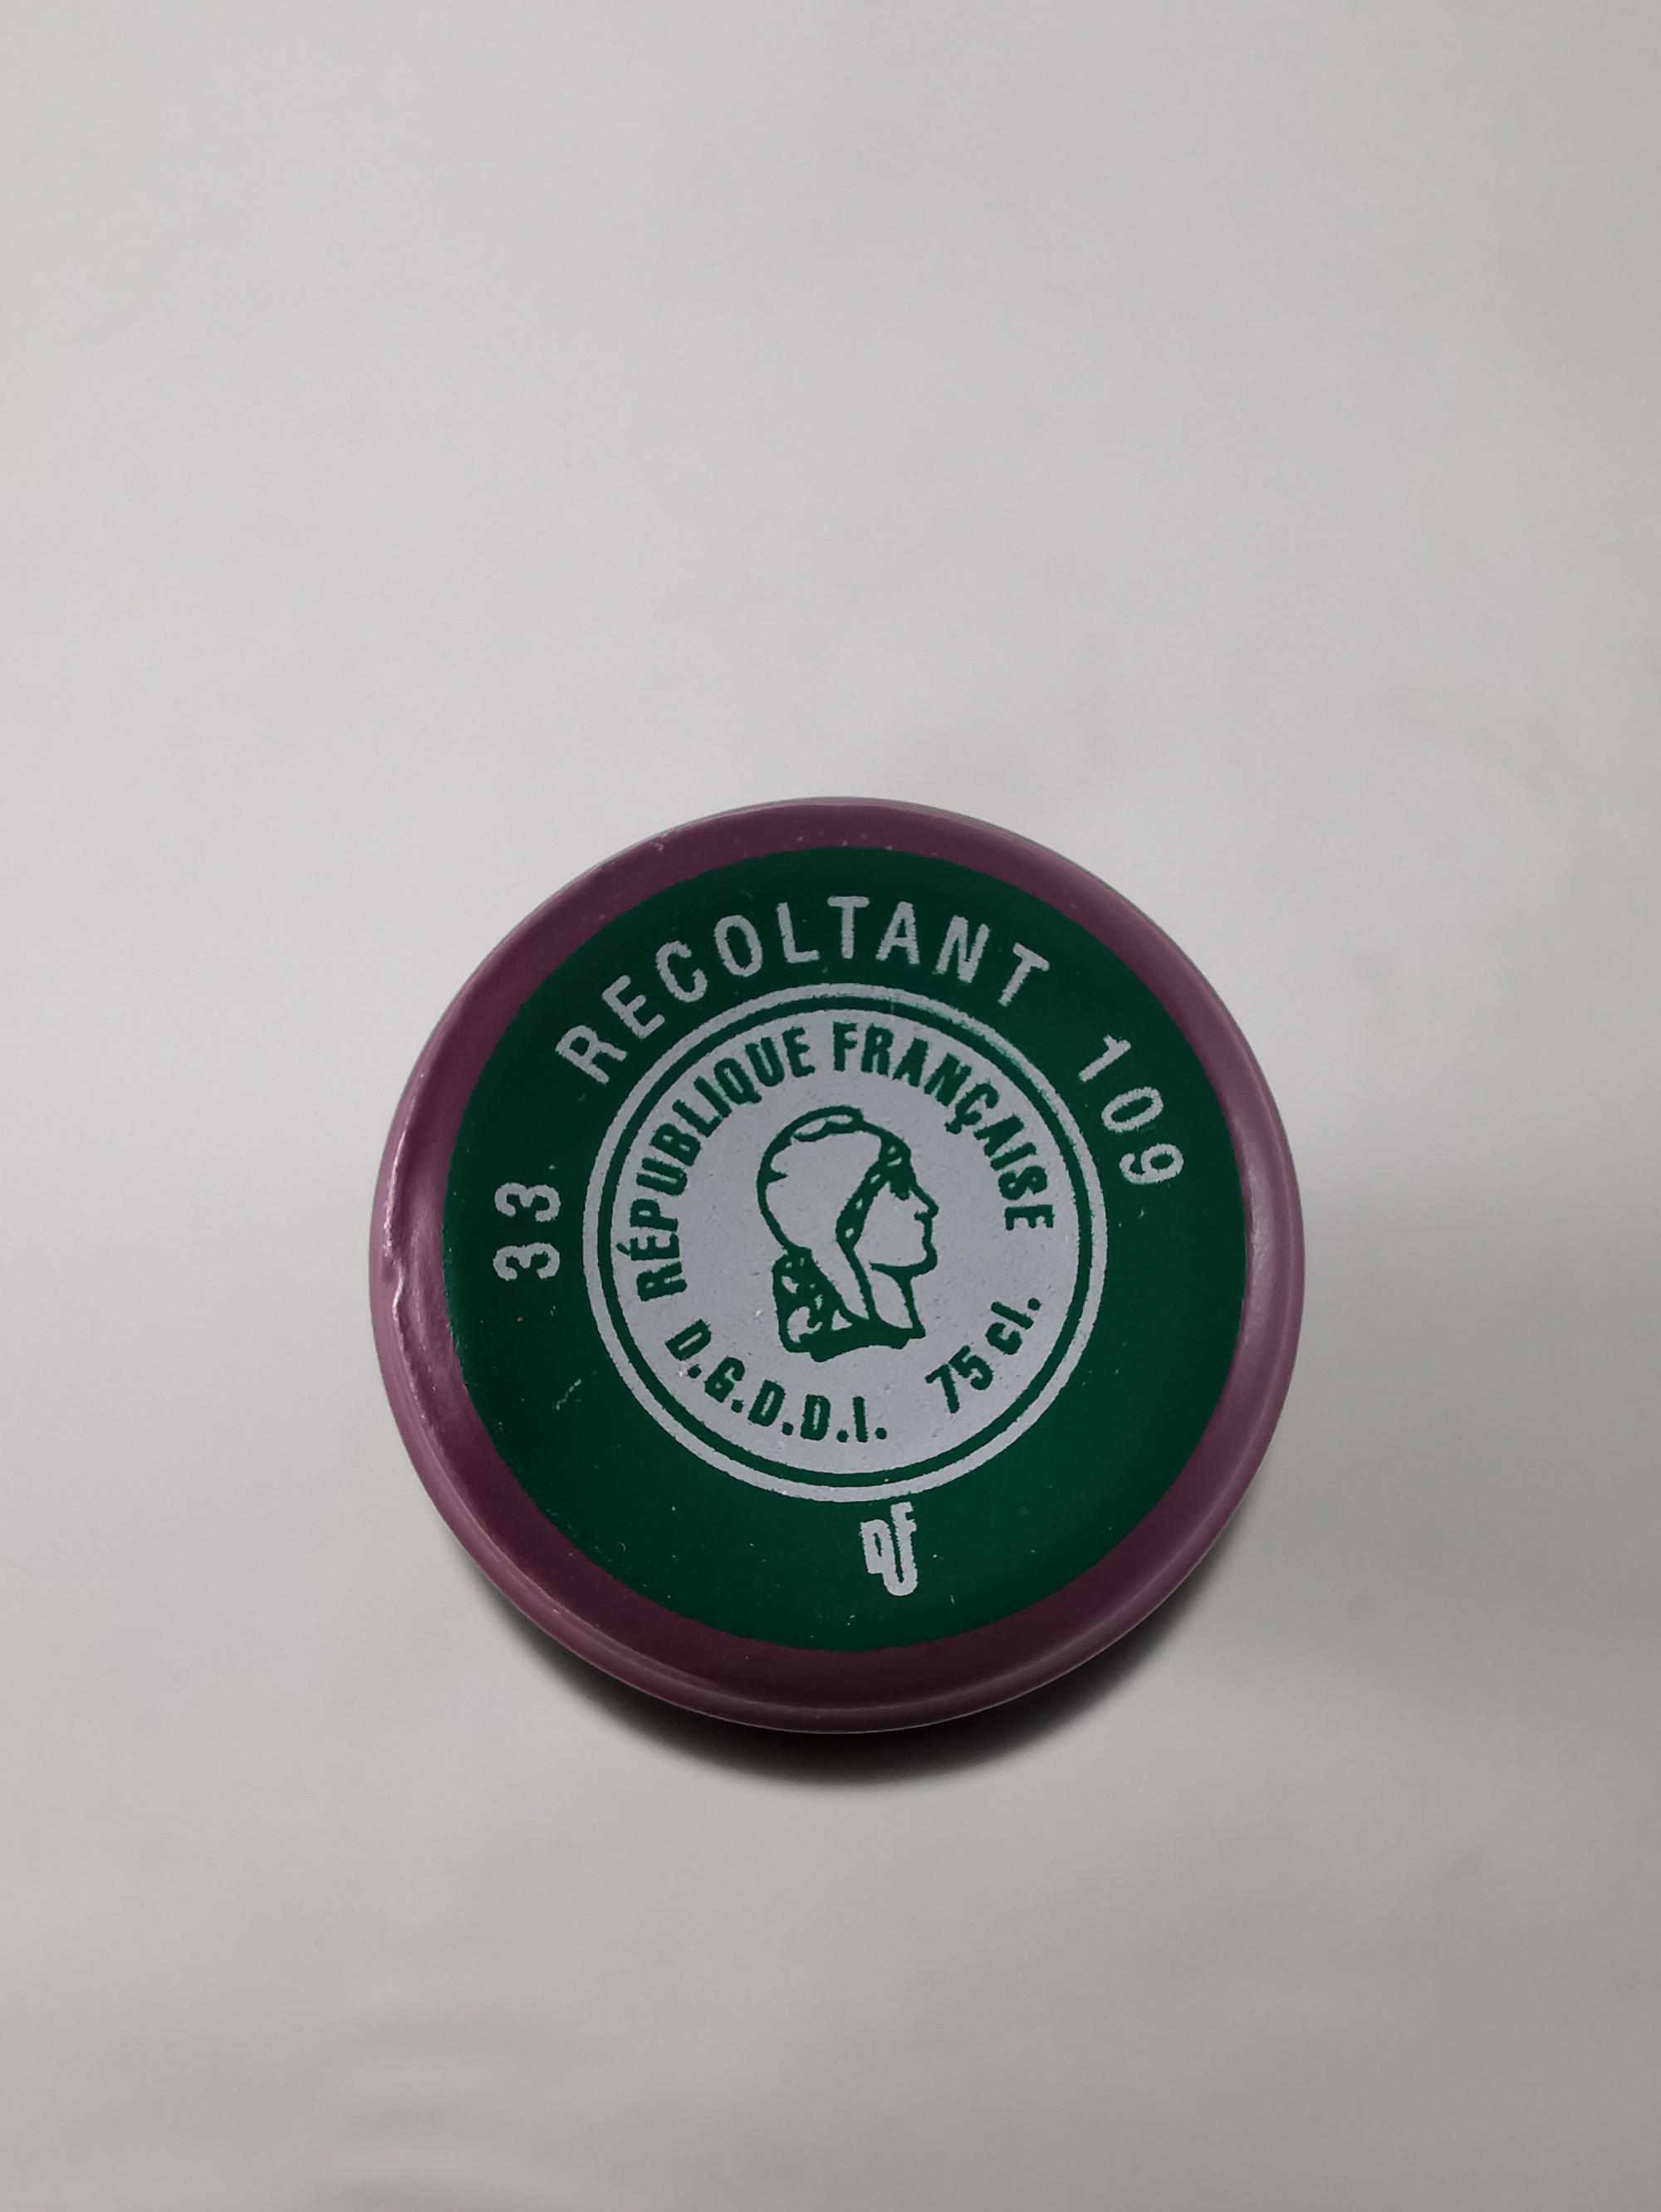 33 RECOLTANT 109
RÉPUBLIQUE FRANÇAISE
D.G.D.D.I. 75 cl.